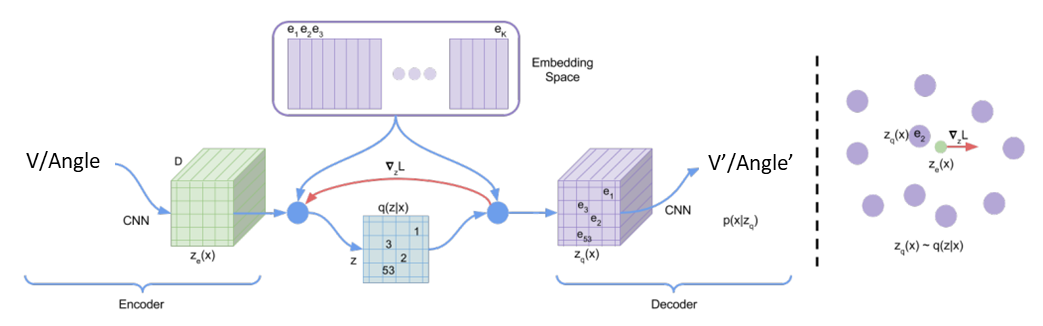 e1 e2 e3
eK
Embedding
Space
V/Angle
CNN
D
ze(x)
Encoder
∇zL
q(z|x)
1
3
2
53
z
e1
e3
e2
e53
zq(x)
CNN
V'/Angle'
p(x|zq)
Decoder
zq(x) e2
∇zL
ze(x)
zq(x) ~ q(z|x)